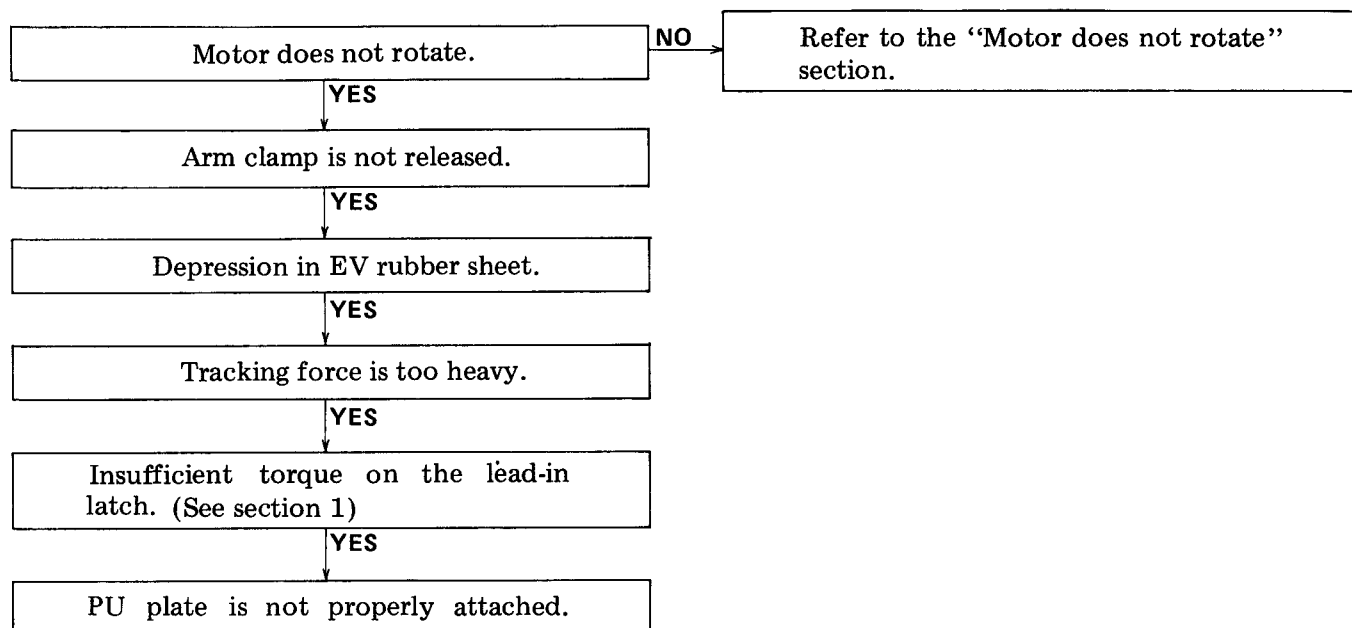 Motor does not rotate.
NO
Refer to the “Motor does not rotate”
section.
YES
Arm clamp is not released.
YES
Depression in EV rubber sheet.
YES
Tracking force is too heavy.
YES
Insufficient torque on the lead-in
latch. (See section 1)
YES
PU plate is not properly attached.